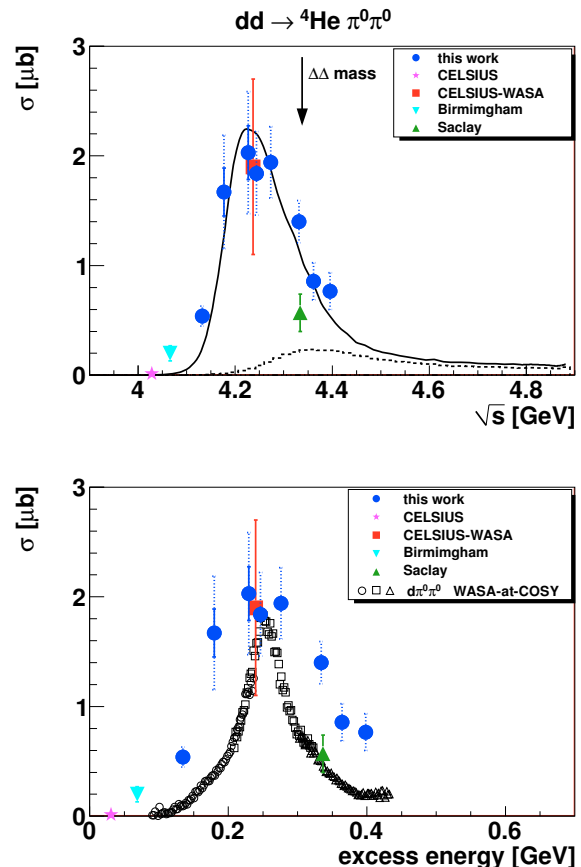 dd → ⁴He π⁰π⁰
σ [μb]
3
2
1
0
ΔΔ mass
this work
CELSIUS
CELSIUS-WASA
Birmimgham
Saclay
4
4.2
4.4
4.6
4.8
√s [GeV]
σ [μb]
3
2
1
0
this work
CELSIUS
CELSIUS-WASA
Birmimgham
Saclay
dπ⁰π⁰ WASA-at-COSY
0
0.2
0.4
0.6
excess energy [GeV]